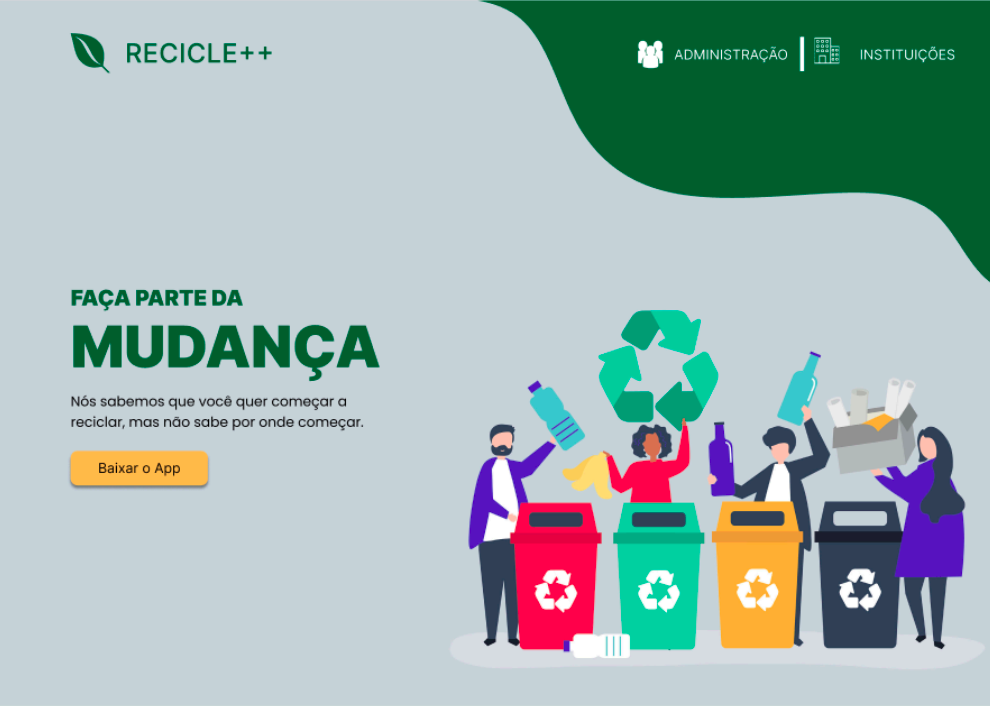 RECICLE++
ADMINISTRAÇÃO
INSTITUIÇÕES
FAÇA PARTE DA
MUDANÇA
Nós sabemos que você quer começar a
reciclar, mas não sabe por onde começar.
Baixar o App